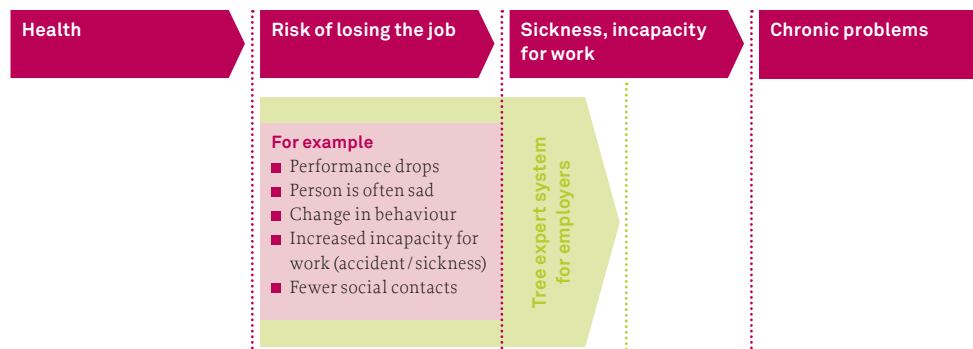 Health
Risk of losing the job
Sickness, incapacity
for work
Chronic problems
For example
■ Performance drops
■ Person is often sad
■ Change in behaviour
■ Increased incapacity for
work (accident/sickness)
■ Fewer social contacts
Tree expert system
for employers